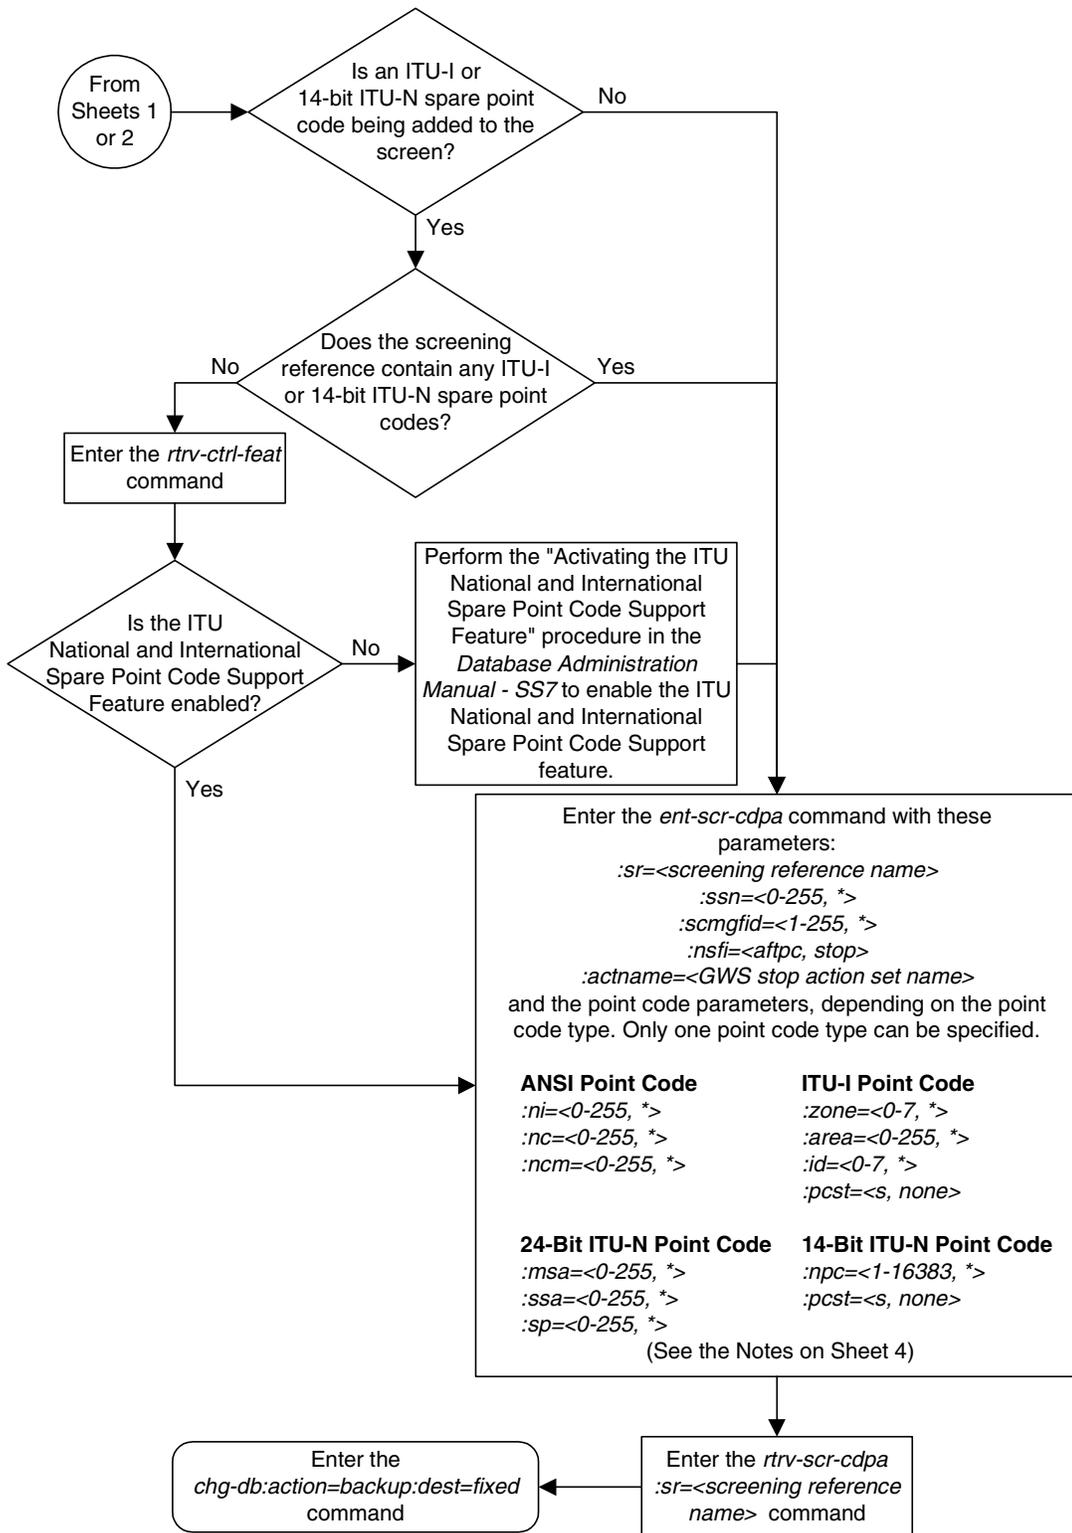 From
Sheets 1
or 2
Is an ITU-I or
14-bit ITU-N spare point
code being added to the
screen?
No
Yes
Does the screening
reference contain any ITU-I
or 14-bit ITU-N spare point
codes?
No
Yes
Enter the rtrv-ctrl-feat
command
Is the ITU
National and International
Spare Point Code Support
Feature enabled?
No
Yes
Perform the "Activating the ITU
National and International
Spare Point Code Support
Feature" procedure in the
Database Administration
Manual - SS7 to enable the ITU
National and International
Spare Point Code Support
feature.
Enter the ent-scr-cdpa command with these
parameters:
:sr=<screening reference name>
:ssn=<0-255, *>
:scmgfid=<1-255, *>
:nsfi=<aftpc, stop>
:actname=<GWS stop action set name>
and the point code parameters, depending on the point
code type. Only one point code type can be specified.
ANSI Point Code
:ni=<0-255, *>
:nc=<0-255, *>
:ncm=<0-255, *>
ITU-I Point Code
:zone=<0-7, *>
:area=<0-255, *>
:id=<0-7, *>
:pcst=<s, none>
24-Bit ITU-N Point Code
:msa=<0-255, *>
:ssa=<0-255, *>
:sp=<0-255, *>
14-Bit ITU-N Point Code
:npc=<1-16383, *>
:pcst=<s, none>
(See the Notes on Sheet 4)
Enter the rtrv-scr-cdpa
:sr=<screening reference
name> command
Enter the
chg-db:action=backup:dest=fixed
command